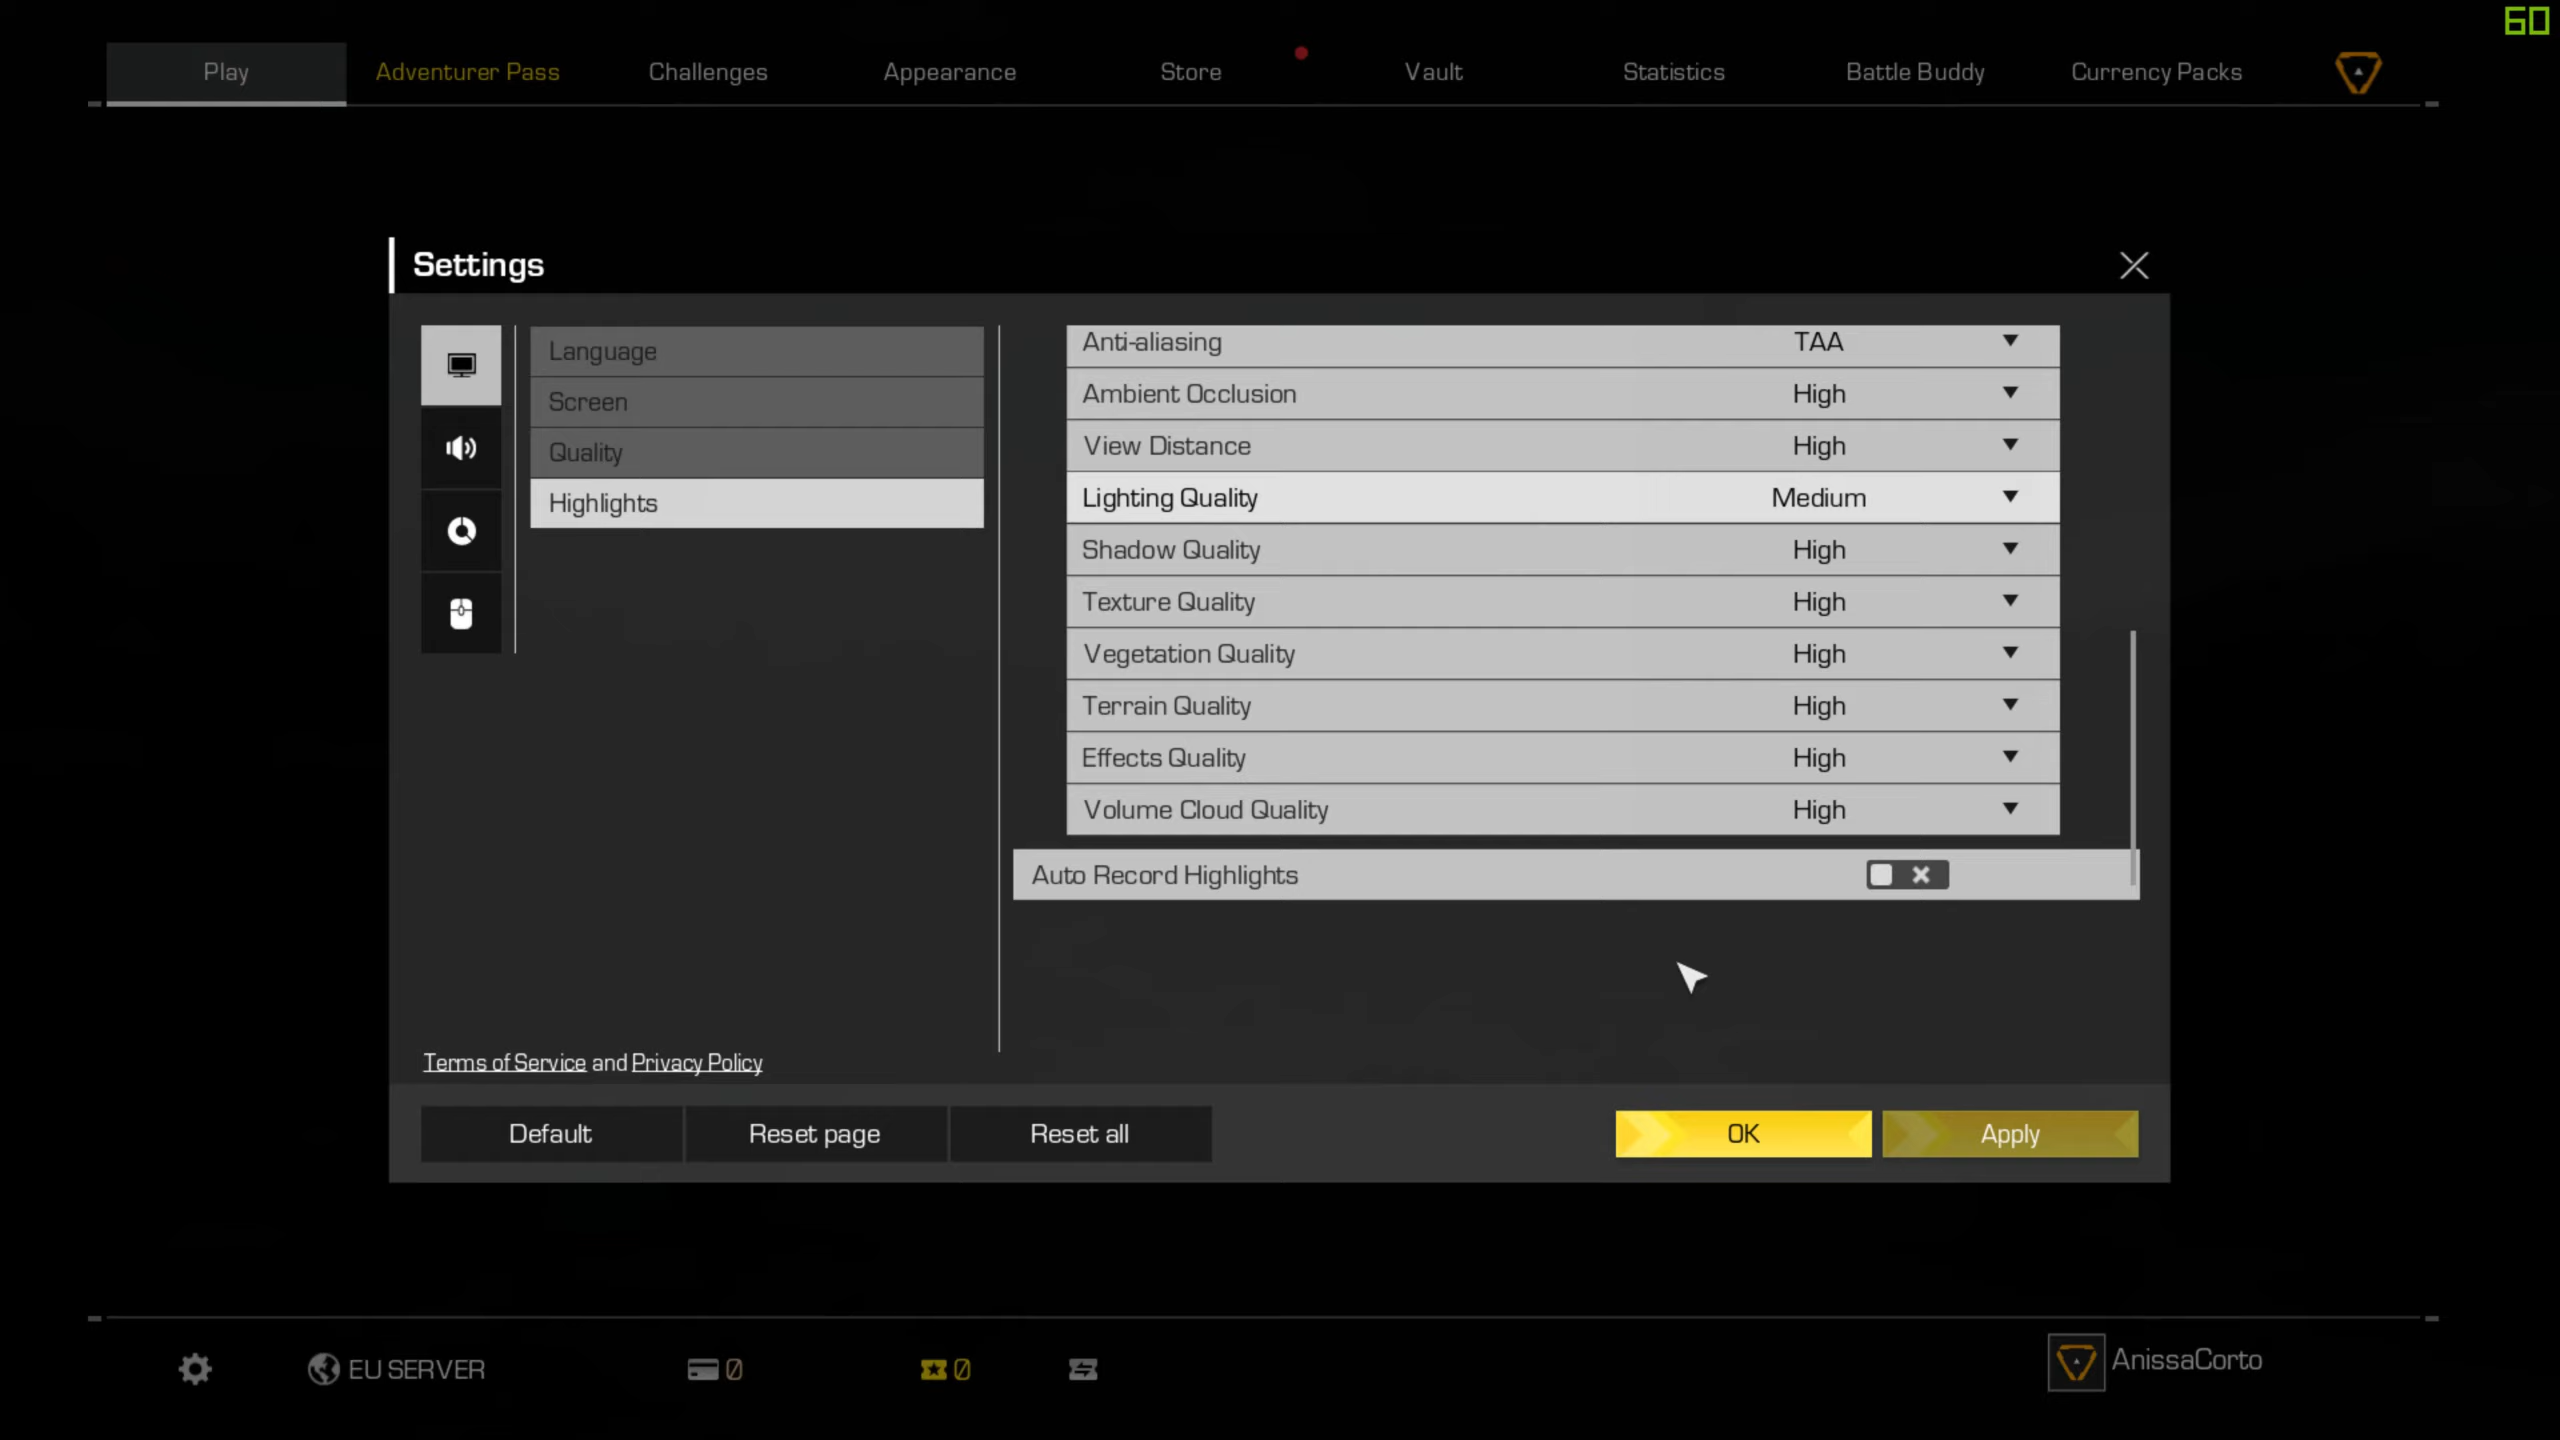 60
Play
Adventurer Pass
Challenges
Appearance
Store
Vault
Statistics
Battle Buddy
Currency Packs
Settings
Language
Screen
Quality
Highlights
Anti-aliasing TAA
Ambient Occlusion High
View Distance High
Lighting Quality Medium
Shadow Quality High
Texture Quality High
Vegetation Quality High
Terrain Quality High
Effects Quality High
Volume Cloud Quality High
Auto Record Highlights
Terms of Service and Privacy Policy
Default
Reset page
Reset all
OK
Apply
EU SERVER
0
0
AnissaCorto